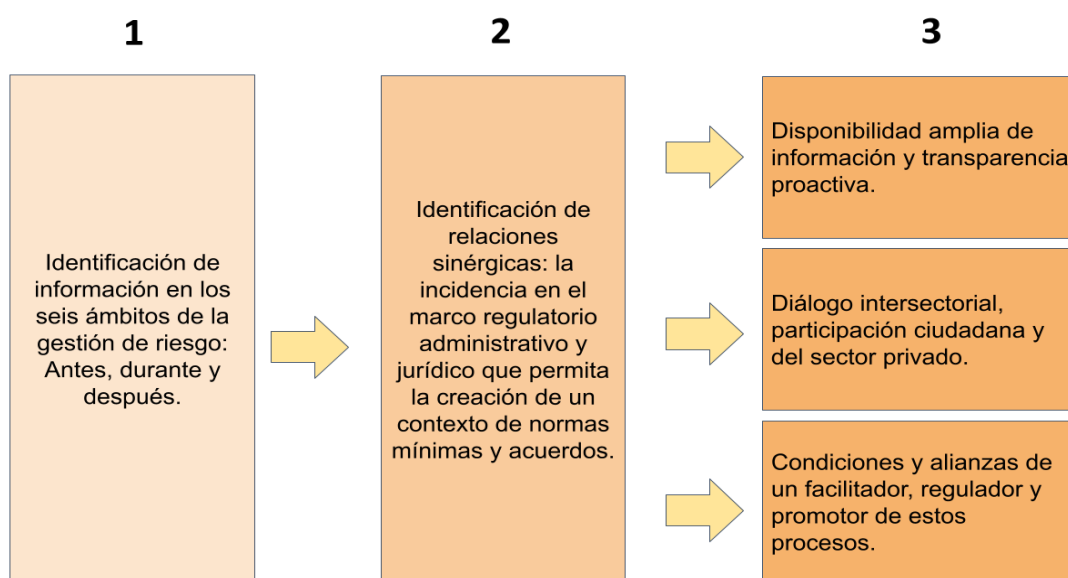 1
2
3
Identificación de
información en los
seis ámbitos de la
gestión de riesgo:
Antes, durante y
después.
Identificación de
relaciones
sinérgicas: la
incidencia en el
marco regulatorio
administrativo y
jurídico que permita
la creación de un
contexto de normas
mínimas y acuerdos.
Disponibilidad amplia de
información y transparencia
proactiva.
Diálogo intersectorial,
participación ciudadana y
del sector privado.
Condiciones y alianzas de
un facilitador, regulador y
promotor de estos
procesos.